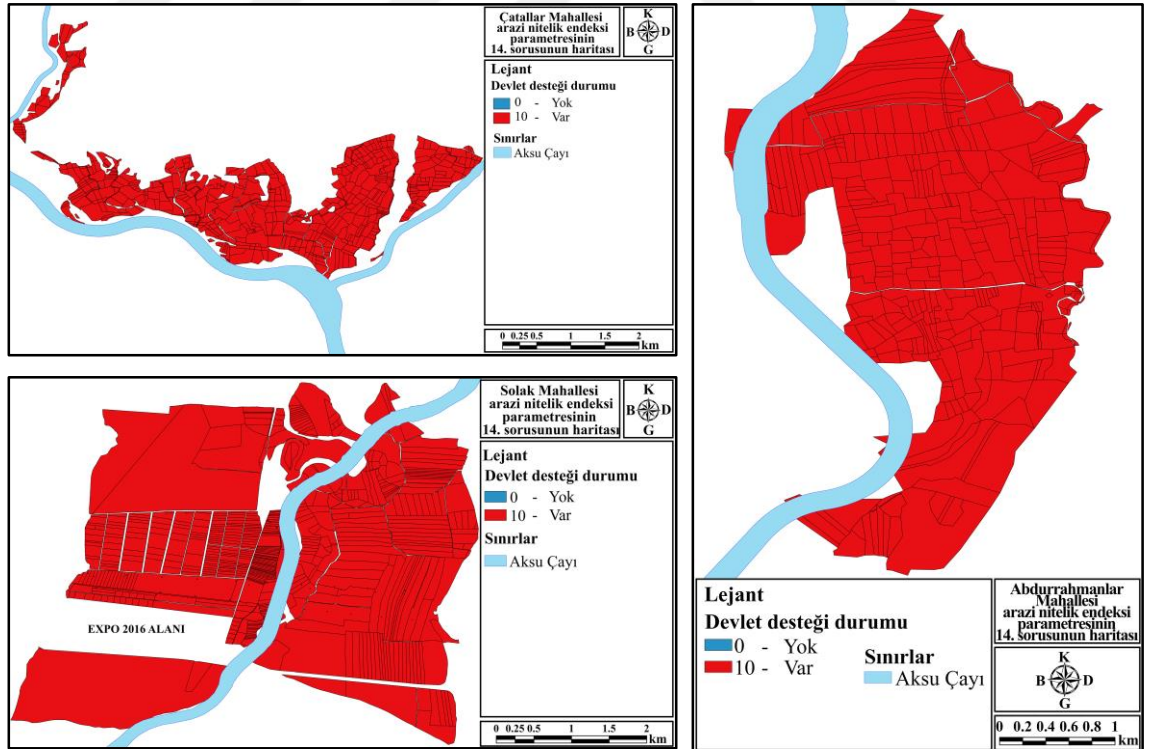 Çatallar Mahallesi
arazi nitelik endeksi
parametresinin
14. sorusunun haritası
K
B D
G
Lejant
Devlet desteği durumu
0 - Yok
10 - Var
Sınırlar
Aksu Çayı
0 0.25 0.5 1 1.5 2
km
Solak Mahallesi
arazi nitelik endeksi
parametresinin
14. sorusunun haritası
K
B D
G
Lejant
Devlet desteği durumu
0 - Yok
10 - Var
Sınırlar
Aksu Çayı
EXPO 2016 ALANI
0 0.25 0.5 1 1.5 2
km
Lejant
Devlet desteği durumu
0 - Yok
10 - Var
Sınırlar
Aksu Çayı
Abdurrahmanlar
Mahallesi
arazi nitelik endeksi
parametresinin
14. sorusunun haritası
K
B D
G
0 0.2 0.4 0.6 0.8 1
km